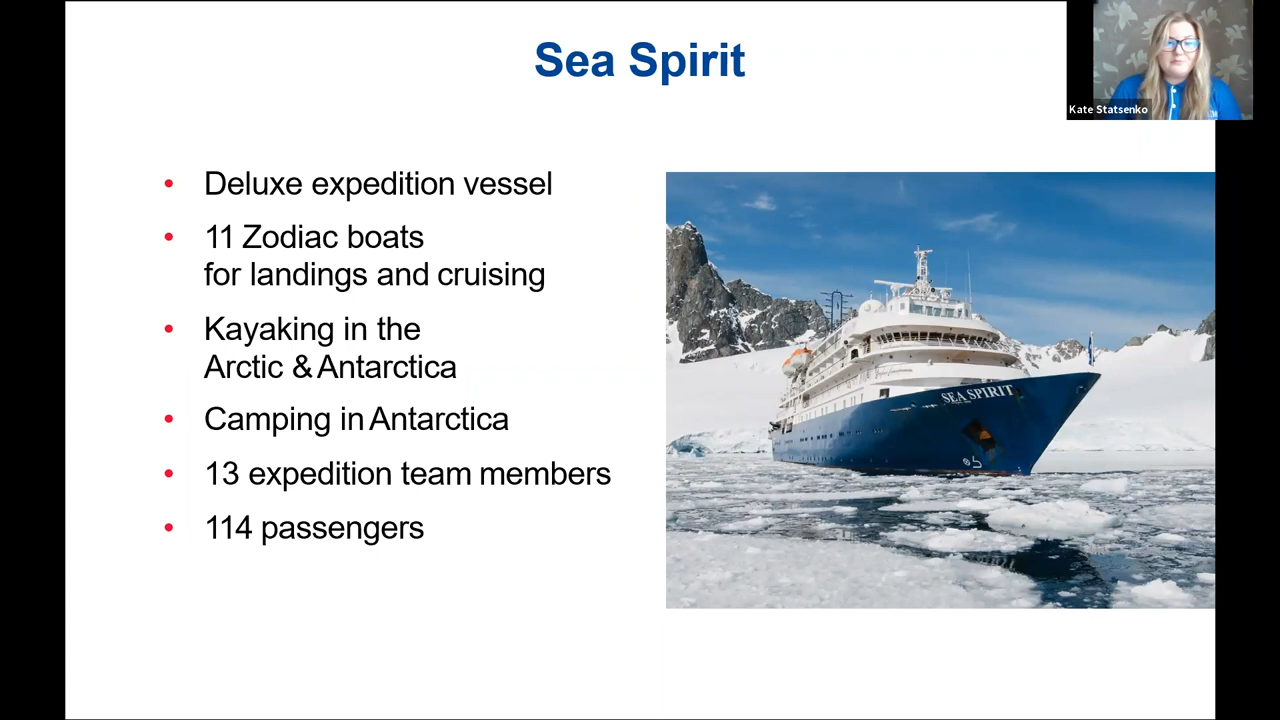 Sea Spirit
Kate Statsenko
• Deluxe expedition vessel
• 11 Zodiac boats
for landings and cruising
• Kayaking in the
Arctic & Antarctica
• Camping in Antarctica
• 13 expedition team members
• 114 passengers
SEA SPIRIT